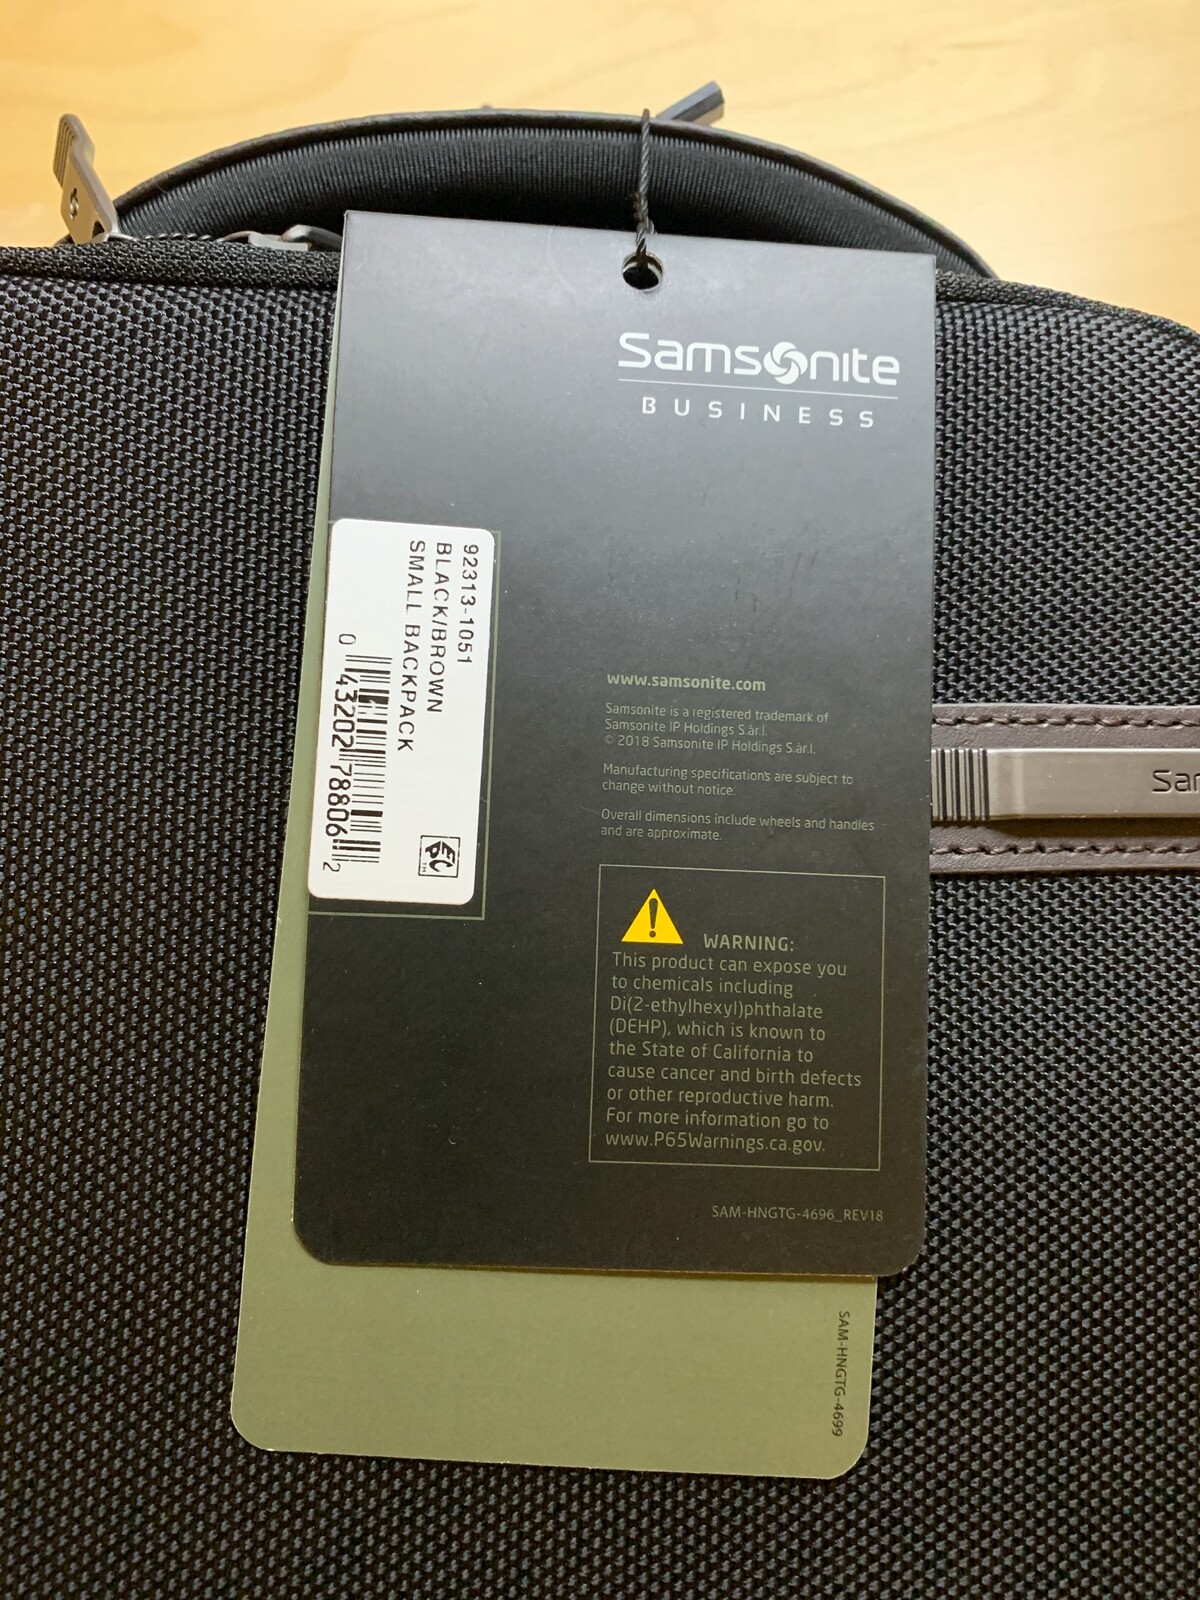 Samsonite
BUSINESS
92313-1051
BLACK/BROWN
SMALL BACKPACK
0 43202 78806 2
EPC™
www.samsonite.com
Samsonite is a registered trademark of
Samsonite IP Holdings S.àr.l.
© 2018 Samsonite IP Holdings S.àr.l.
Manufacturing specifications are subject to
change without notice.
Overall dimensions include wheels and handles
and are approximate.
WARNING:
This product can expose you
to chemicals including
Di(2-ethylhexyl)phthalate
(DEHP), which is known to
the State of California to
cause cancer and birth defects
or other reproductive harm.
For more information go to
www.P65Warnings.ca.gov.
SAM-HNGTG-4696_REV18
SAM-HNGTG-4699
Sar